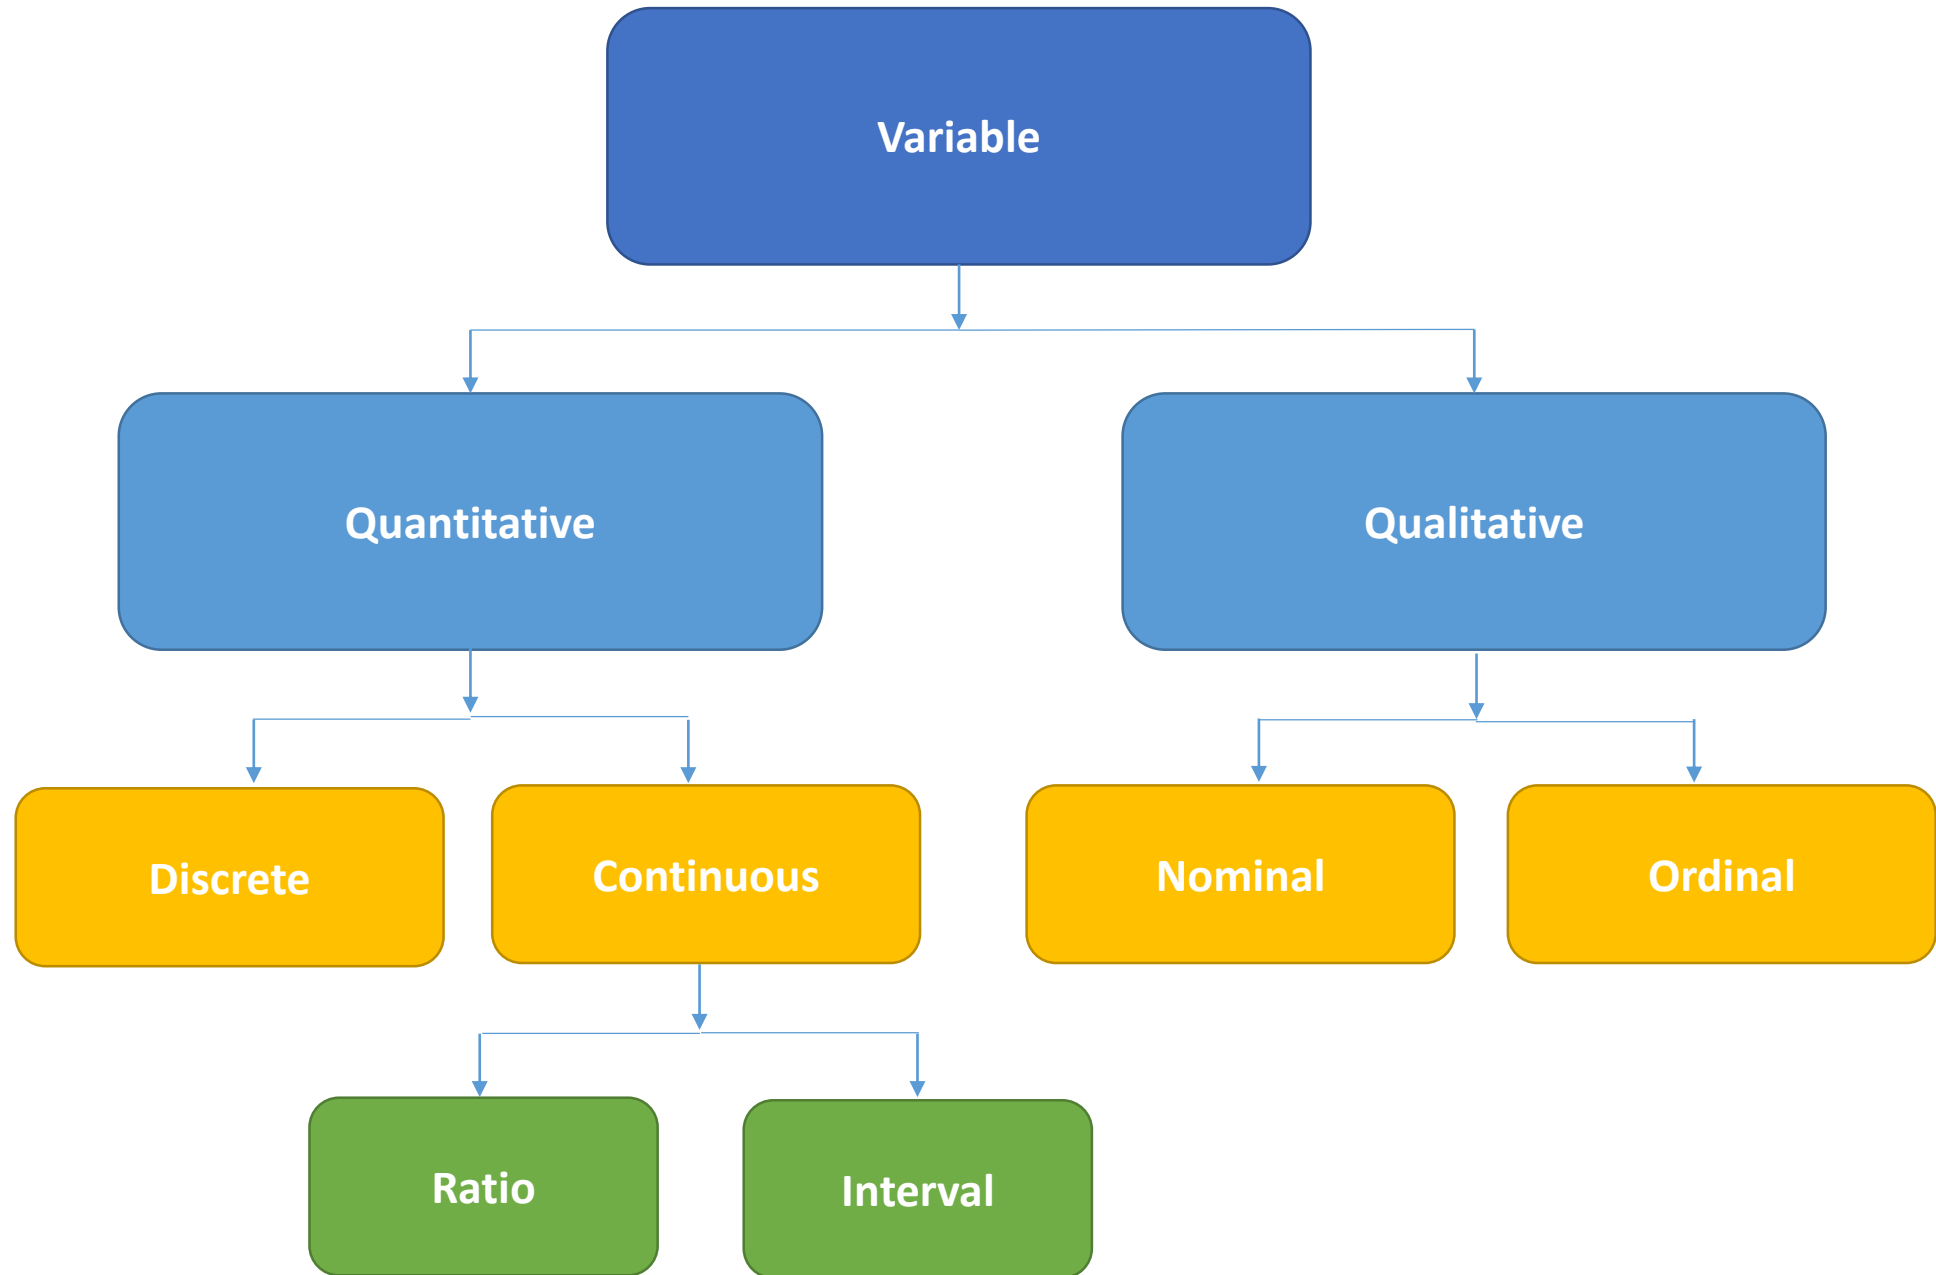 Variable
Quantitative
Qualitative
Discrete
Continuous
Nominal
Ordinal
Ratio
Interval